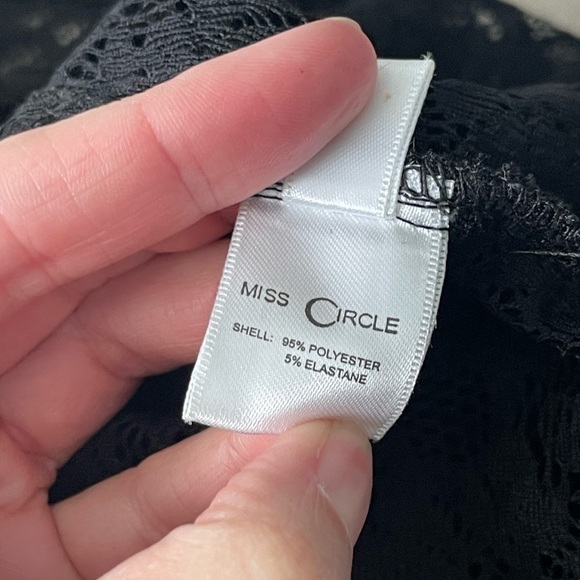 MISS CIRCLE
SHELL: 95% POLYESTER
5% ELASTANE